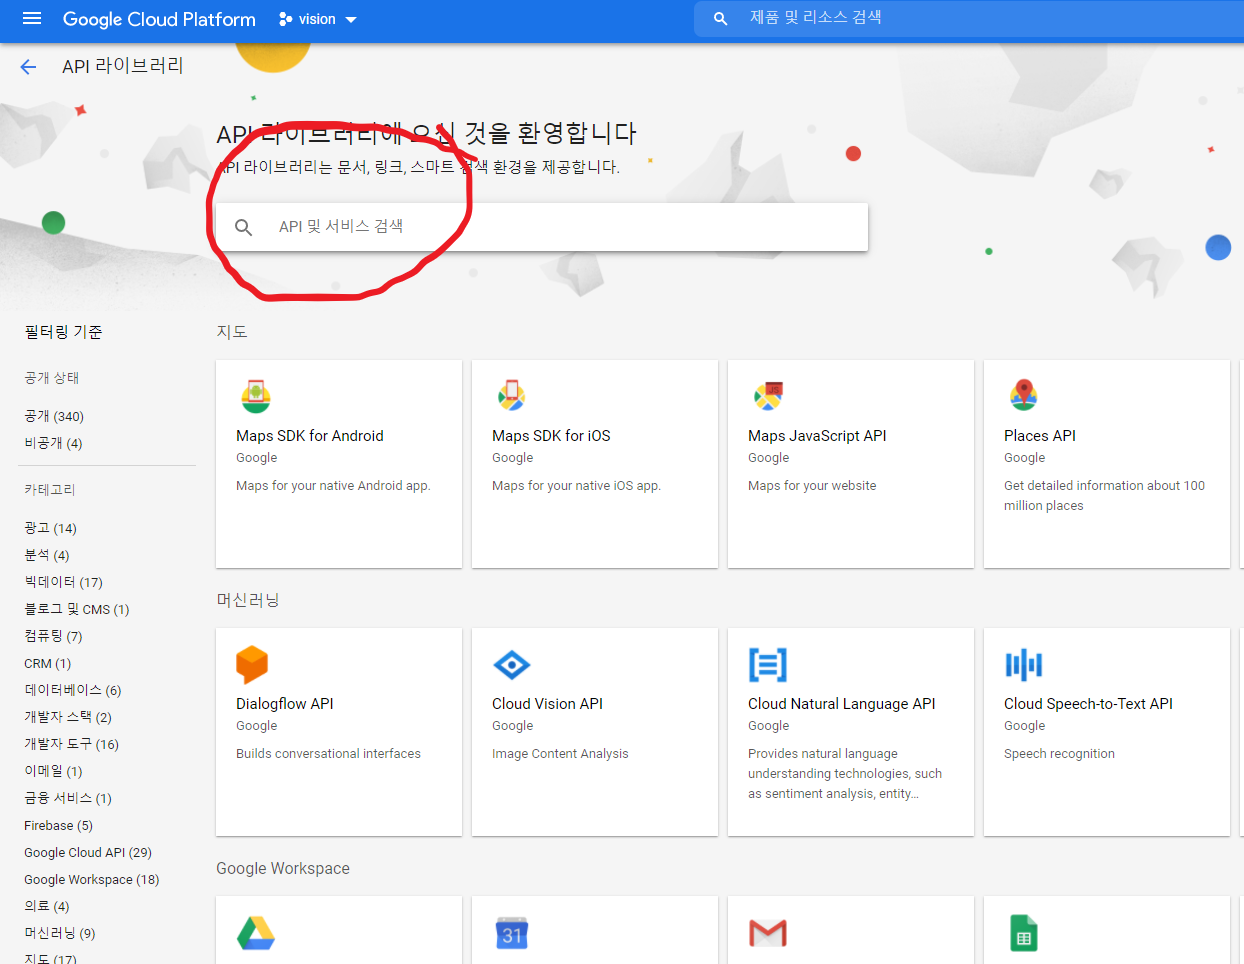 Google Cloud Platform vision 제품 및 리소스 검색
API 라이브러리
API 라이브러리에 오신 것을 환영합니다
API 라이브러리는 문서, 링크, 스마트 검색 환경을 제공합니다.
API 및 서비스 검색
필터링 기준
공개 상태
공개 (340)
비공개 (4)
카테고리
광고 (14)
분석 (4)
빅데이터 (17)
블로그 및 CMS (1)
컴퓨팅 (7)
CRM (1)
데이터베이스 (6)
개발자 스택 (2)
개발자 도구 (16)
이메일 (1)
금융 서비스 (1)
Firebase (5)
Google Cloud API (29)
Google Workspace (18)
의료 (4)
머신러닝 (9)
지도 (17)
지도
Maps SDK for Android
Google
Maps for your native Android app.
Maps SDK for iOS
Google
Maps for your native iOS app.
JS
Maps JavaScript API
Google
Maps for your website
Places API
Google
Get detailed information about 100
million places
머신러닝
Dialogflow API
Google
Builds conversational interfaces
Cloud Vision API
Google
Image Content Analysis
Cloud Natural Language API
Google
Provides natural language
understanding technologies, such
as sentiment analysis, entity...
Cloud Speech-to-Text API
Google
Speech recognition
Google Workspace
31